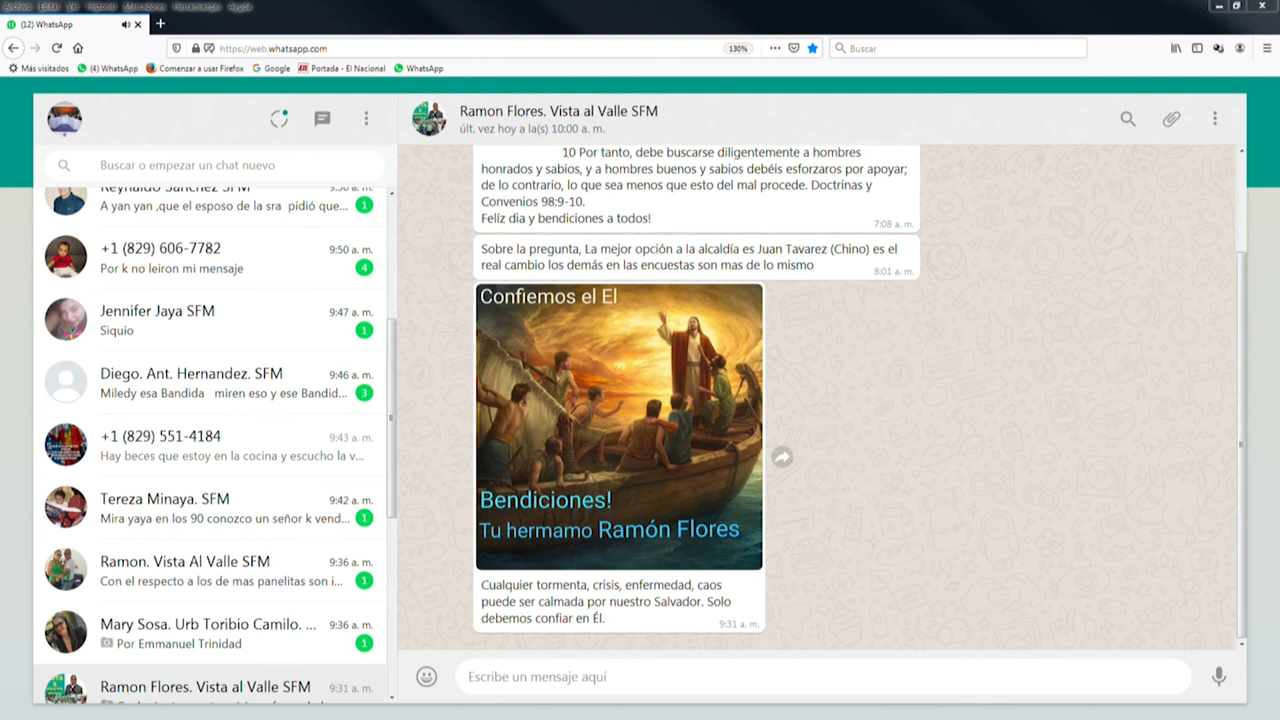 Archivo Editar Ver Historial Marcadores Herramientas Ayuda
(12) WhatsApp
https://web.whatsapp.com
130%
Buscar
Más visitados
(4) WhatsApp
Comenzar a usar Firefox
Google
Portada - El Nacional
WhatsApp
Buscar o empezar un chat nuevo
Reynaldo Sanchez SFM
A yan yan ,que el esposo de la sra pidió que...
1
+1 (829) 606-7782
9:50 a. m.
Por k no leiron mi mensaje
4
Jennifer Jaya SFM
9:47 a. m.
Siquio
1
Diego. Ant. Hernandez. SFM
9:46 a. m.
Miledy esa Bandida miren eso y ese Bandid...
3
+1 (829) 551-4184
9:43 a. m.
Hay beces que estoy en la cocina y escucho la v...
Tereza Minaya. SFM
9:42 a. m.
Mira yaya en los 90 conozco un señor k vend...
1
Ramon. Vista Al Valle SFM
9:36 a. m.
Con el respecto a los de mas panelitas son i...
1
Mary Sosa. Urb Toribio Camilo. ...
9:36 a. m.
Por Emmanuel Trinidad
1
Ramon Flores. Vista al Valle SFM
9:31 a. m.
Ramon Flores. Vista al Valle SFM
últ. vez hoy a la(s) 10:00 a. m.
10 Por tanto, debe buscarse diligentemente a hombres
honrados y sabios, y a hombres buenos y sabios debéis esforzaros por apoyar;
de lo contrario, lo que sea menos que esto del mal procede. Doctrinas y
Convenios 98:9-10.
Felíz dia y bendiciones a todos!
7:08 a. m.
Sobre la pregunta, La mejor opción a la alcaldía es Juan Tavarez (Chino) es el
real cambio los demás en las encuestas son mas de lo mismo
8:01 a. m.
Confiemos el El
Bendiciones!
Tu hermamo Ramón Flores
Cualquier tormenta, crisis, enfermedad, caos
puede ser calmada por nuestro Salvador. Solo
debemos confiar en Él.
9:31 a. m.
Escribe un mensaje aquí